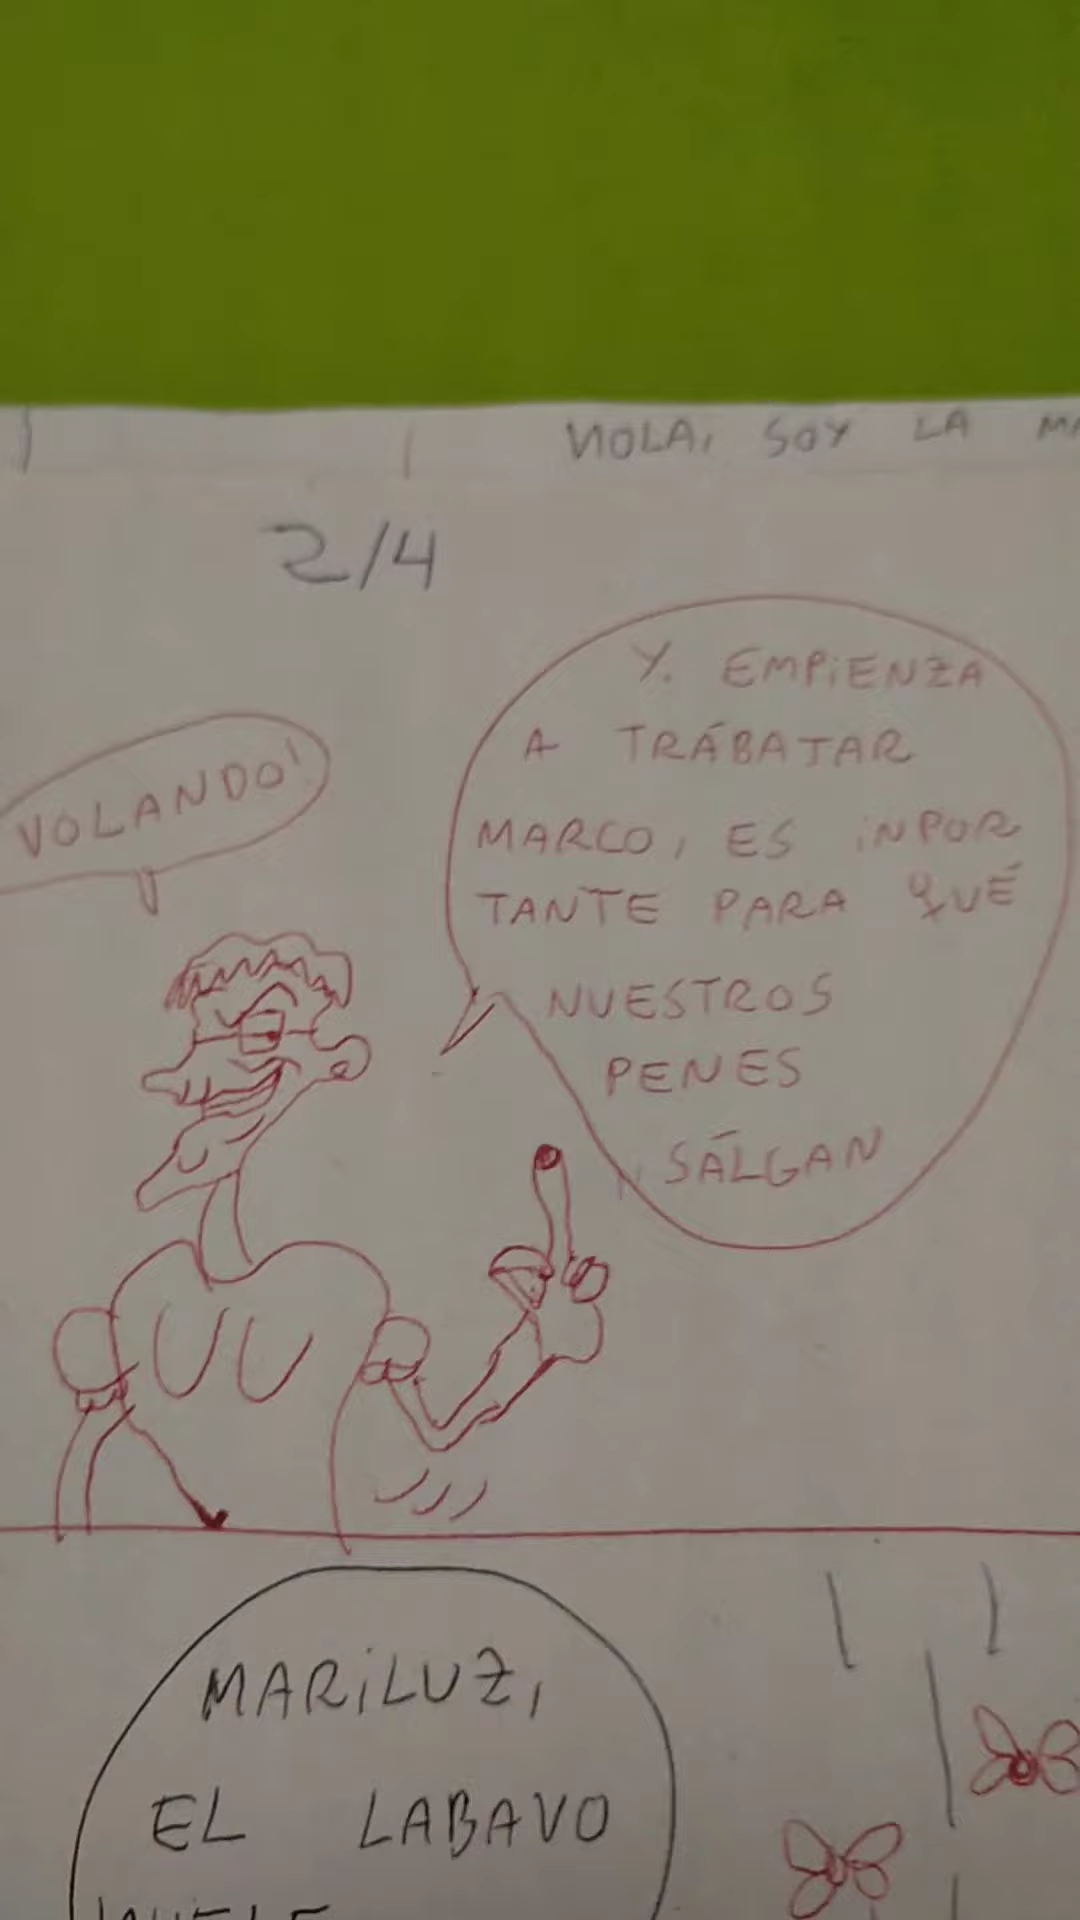 HOLA, SOY LA
2/4
VOLANDO!
Y. EMPiENZA
A TRÁBAJAR
MARCO, ES iNPOR
TANTE PARA QUÉ
NUESTROS
PENES
SÁLGAN
MARiLUZ,
EL LABAVO